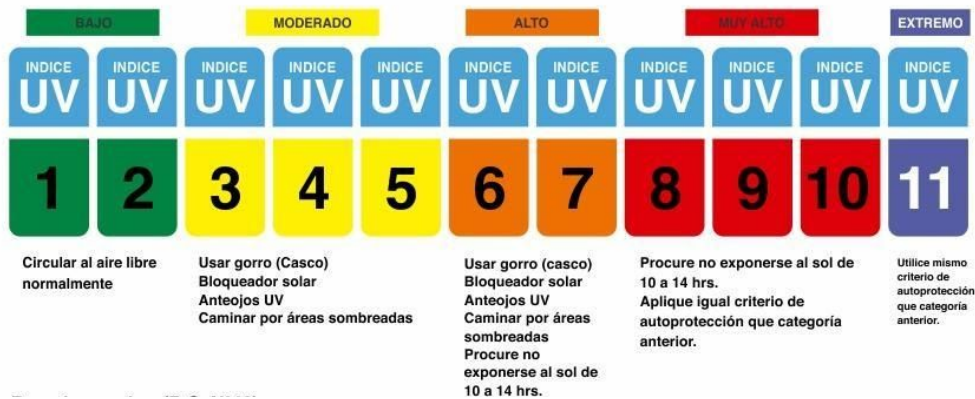 BAJO
MODERADO
ALTO
MUY ALTO
EXTREMO
INDICE UV
INDICE UV
INDICE UV
INDICE UV
INDICE UV
INDICE UV
INDICE UV
INDICE UV
INDICE UV
INDICE UV
INDICE UV
1
2
3
4
5
6
7
8
9
10
11
Circular al aire libre
normalmente
Usar gorro (Casco)
Bloqueador solar
Anteojos UV
Caminar por áreas sombreadas
Usar gorro (casco)
Bloqueador solar
Anteojos UV
Caminar por áreas
sombreadas
Procure no
exponerse al sol de
10 a 14 hrs.
Procure no exponerse al sol de
10 a 14 hrs.
Aplique igual criterio de
autoprotección que categoría
anterior.
Utilice mismo
criterio de
autoprotección
que categoría
anterior.